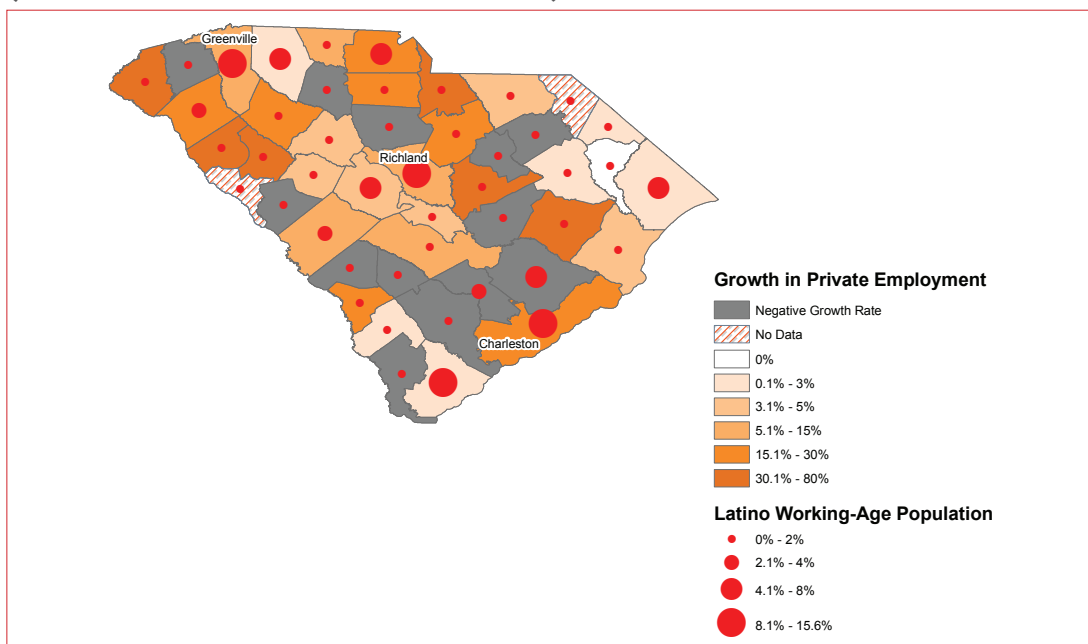 Greenville
Richland
Charleston
Growth in Private Employment
Negative Growth Rate
No Data
0%
0.1% - 3%
3.1% - 5%
5.1% - 15%
15.1% - 30%
30.1% - 80%
Latino Working-Age Population
0% - 2%
2.1% - 4%
4.1% - 8%
8.1% - 15.6%